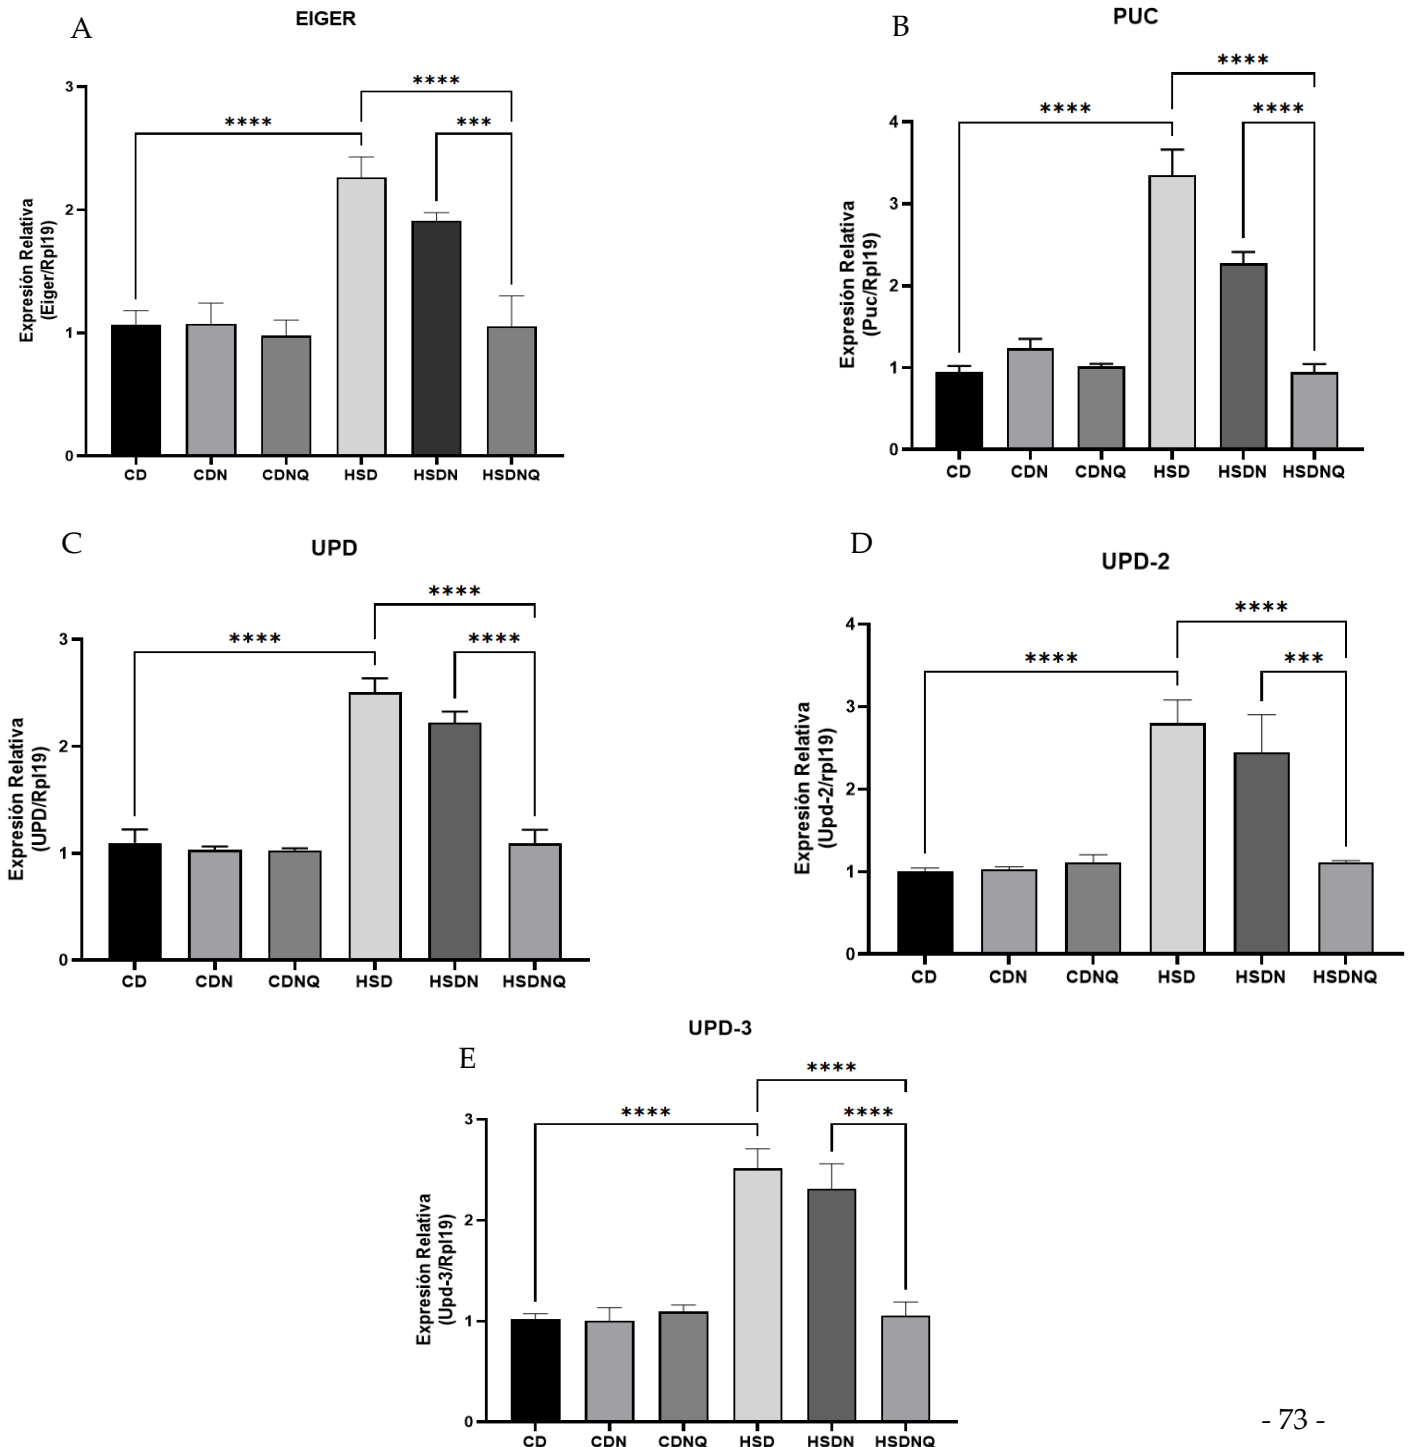 A
EIGER
Expresión Relativa
(Eiger/Rpl19)
3
2
1
0
****
****
***
CD CDN CDNQ HSD HSDN HSDNQ
B
PUC
Expresión Relativa
(Puc/Rpl19)
4
3
2
1
0
****
****
****
CD CDN CDNQ HSD HSDN HSDNQ
C
UPD
Expresión Relativa
(UPD/Rpl19)
3
2
1
0
****
****
****
CD CDN CDNQ HSD HSDN HSDNQ
D
UPD-2
Expresión Relativa
(Upd-2/rpl19)
4
3
2
1
0
****
****
***
CD CDN CDNQ HSD HSDN HSDNQ
E
UPD-3
Expresión Relativa
(Upd-3/Rpl19)
3
2
1
0
****
****
****
CD CDN CDNQ HSD HSDN HSDNQ
- 73 -